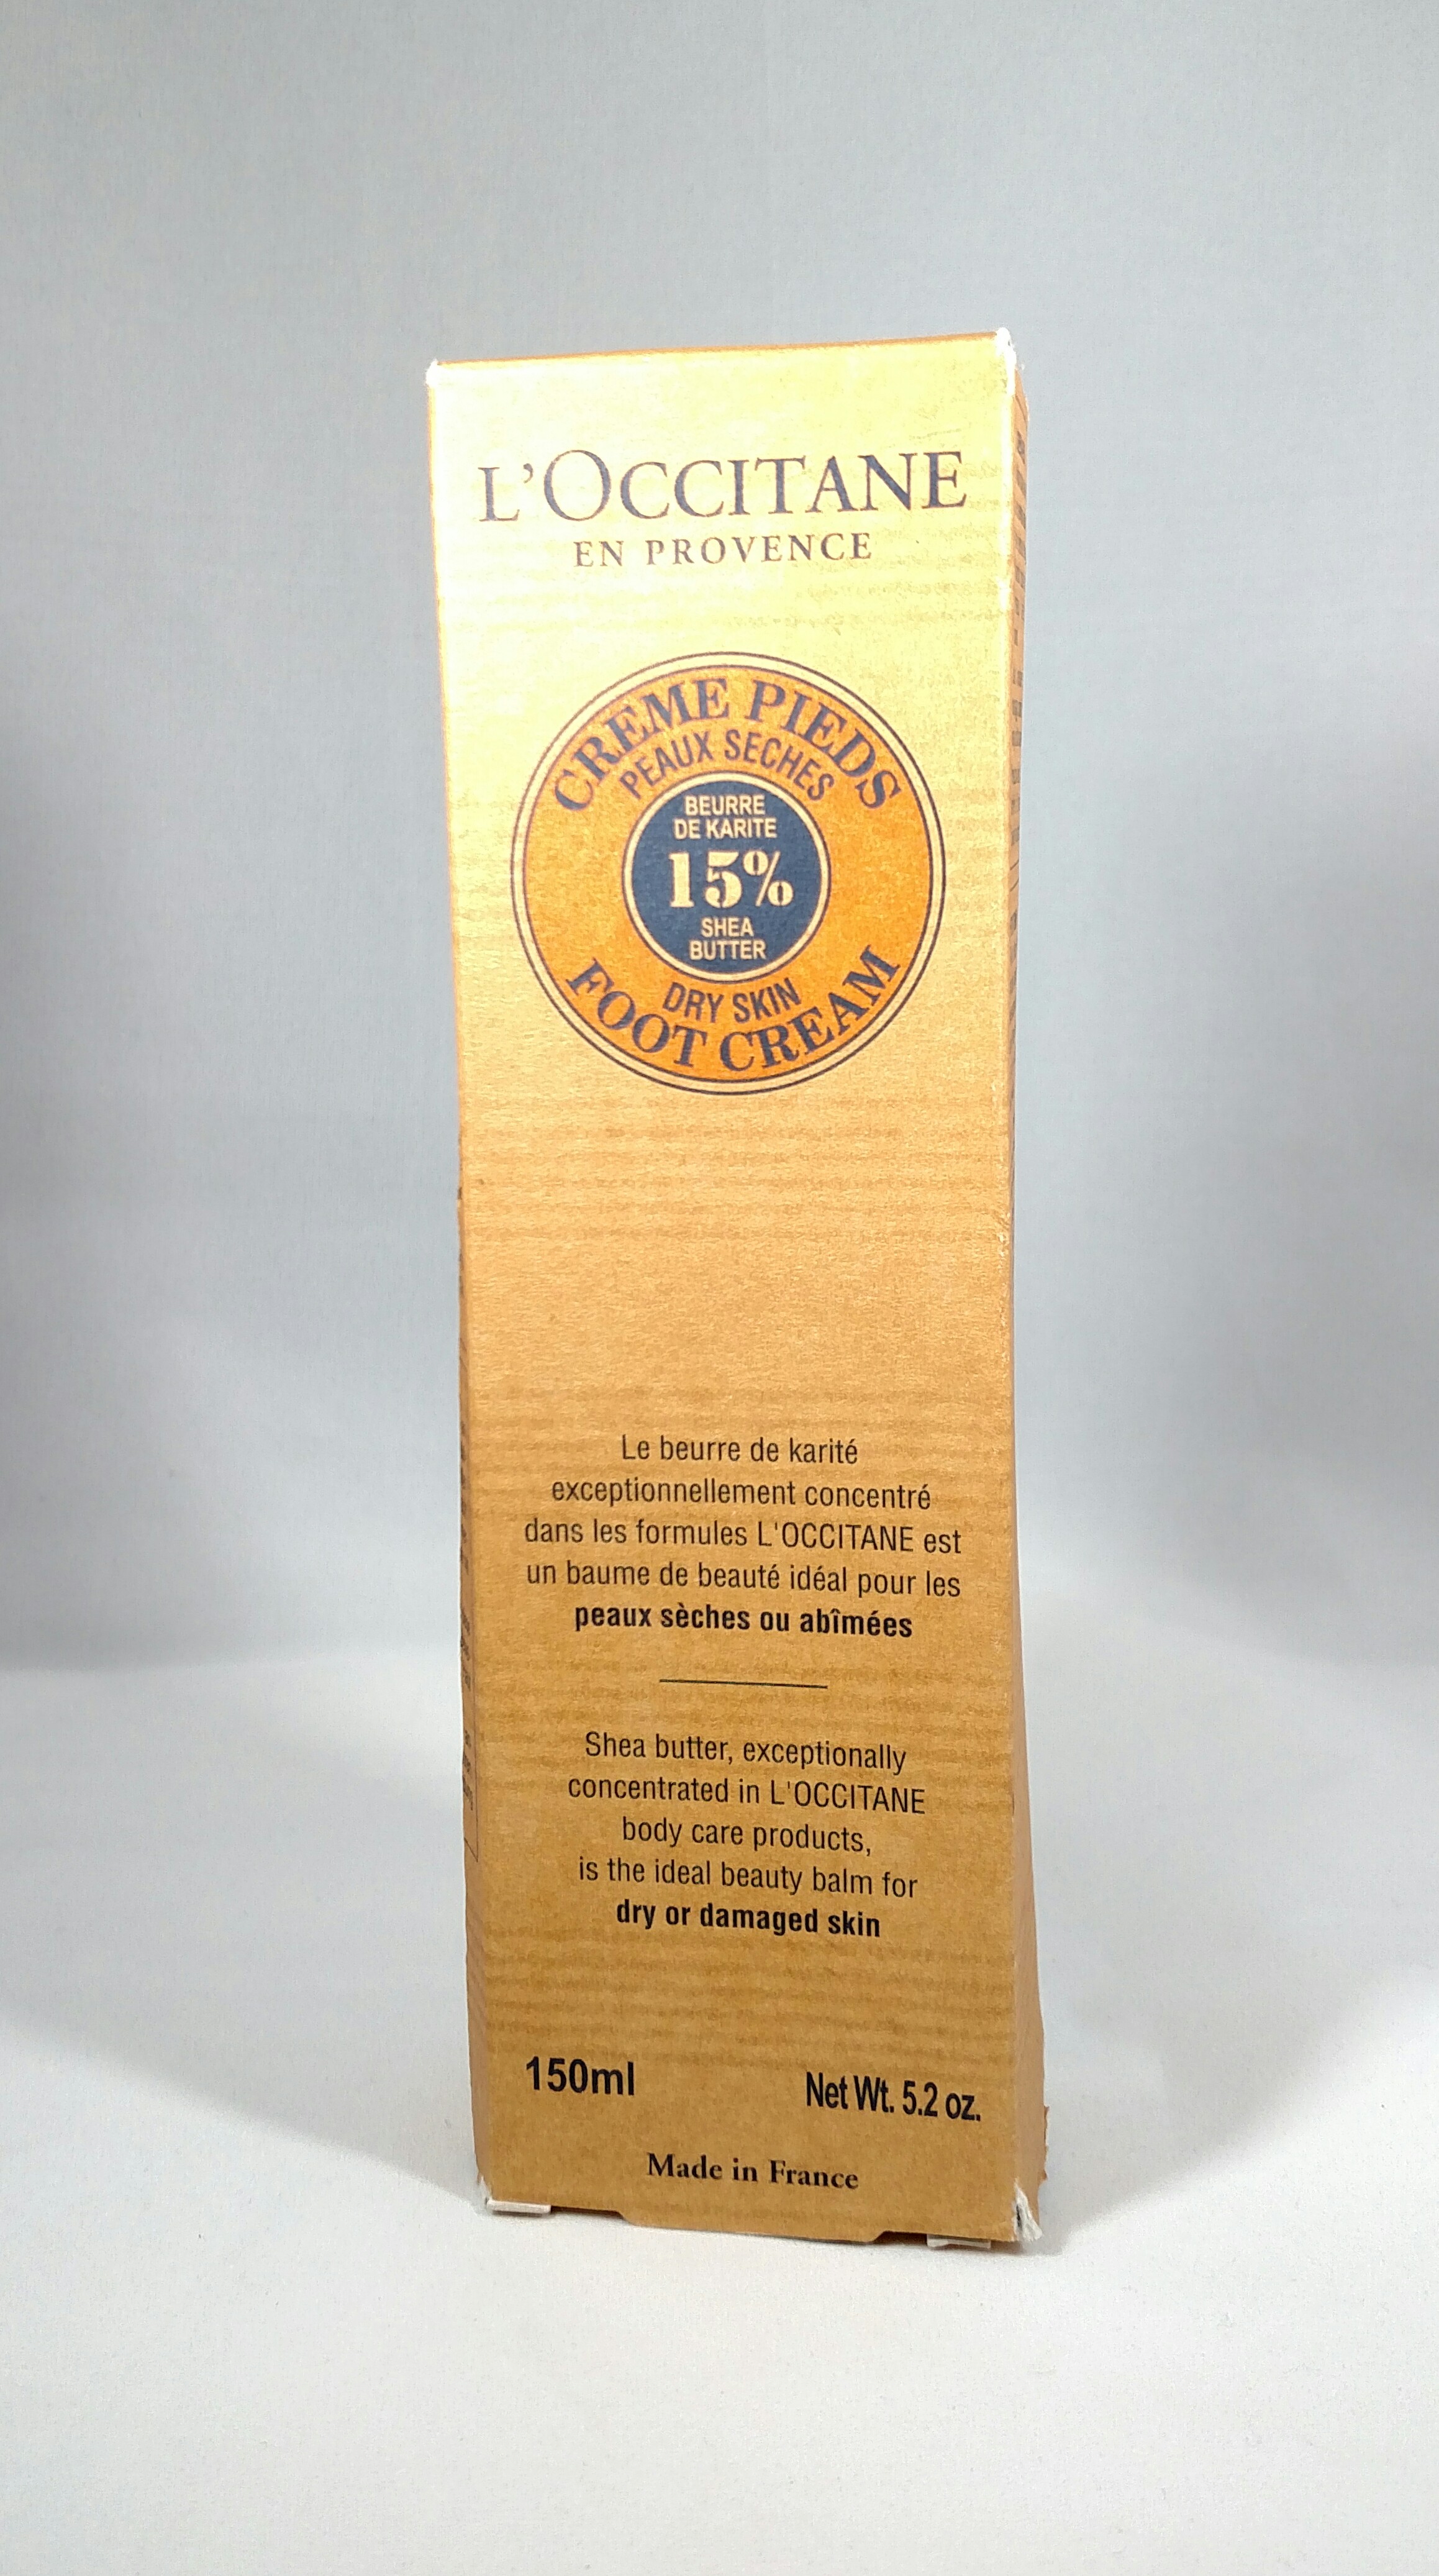 L'OCCITANE
EN PROVENCE
CREME PIEDS
PEAUX SECHES
BEURRE
DE KARITE
15%
SHEA
BUTTER
DRY SKIN
FOOT CREAM
Le beurre de karité
exceptionnellement concentré
dans les formules L'OCCITANE est
un baume de beauté idéal pour les
peaux sèches ou abîmées
Shea butter, exceptionally
concentrated in L'OCCITANE
body care products,
is the ideal beauty balm for
dry or damaged skin
150ml Net Wt. 5.2 oz.
Made in France